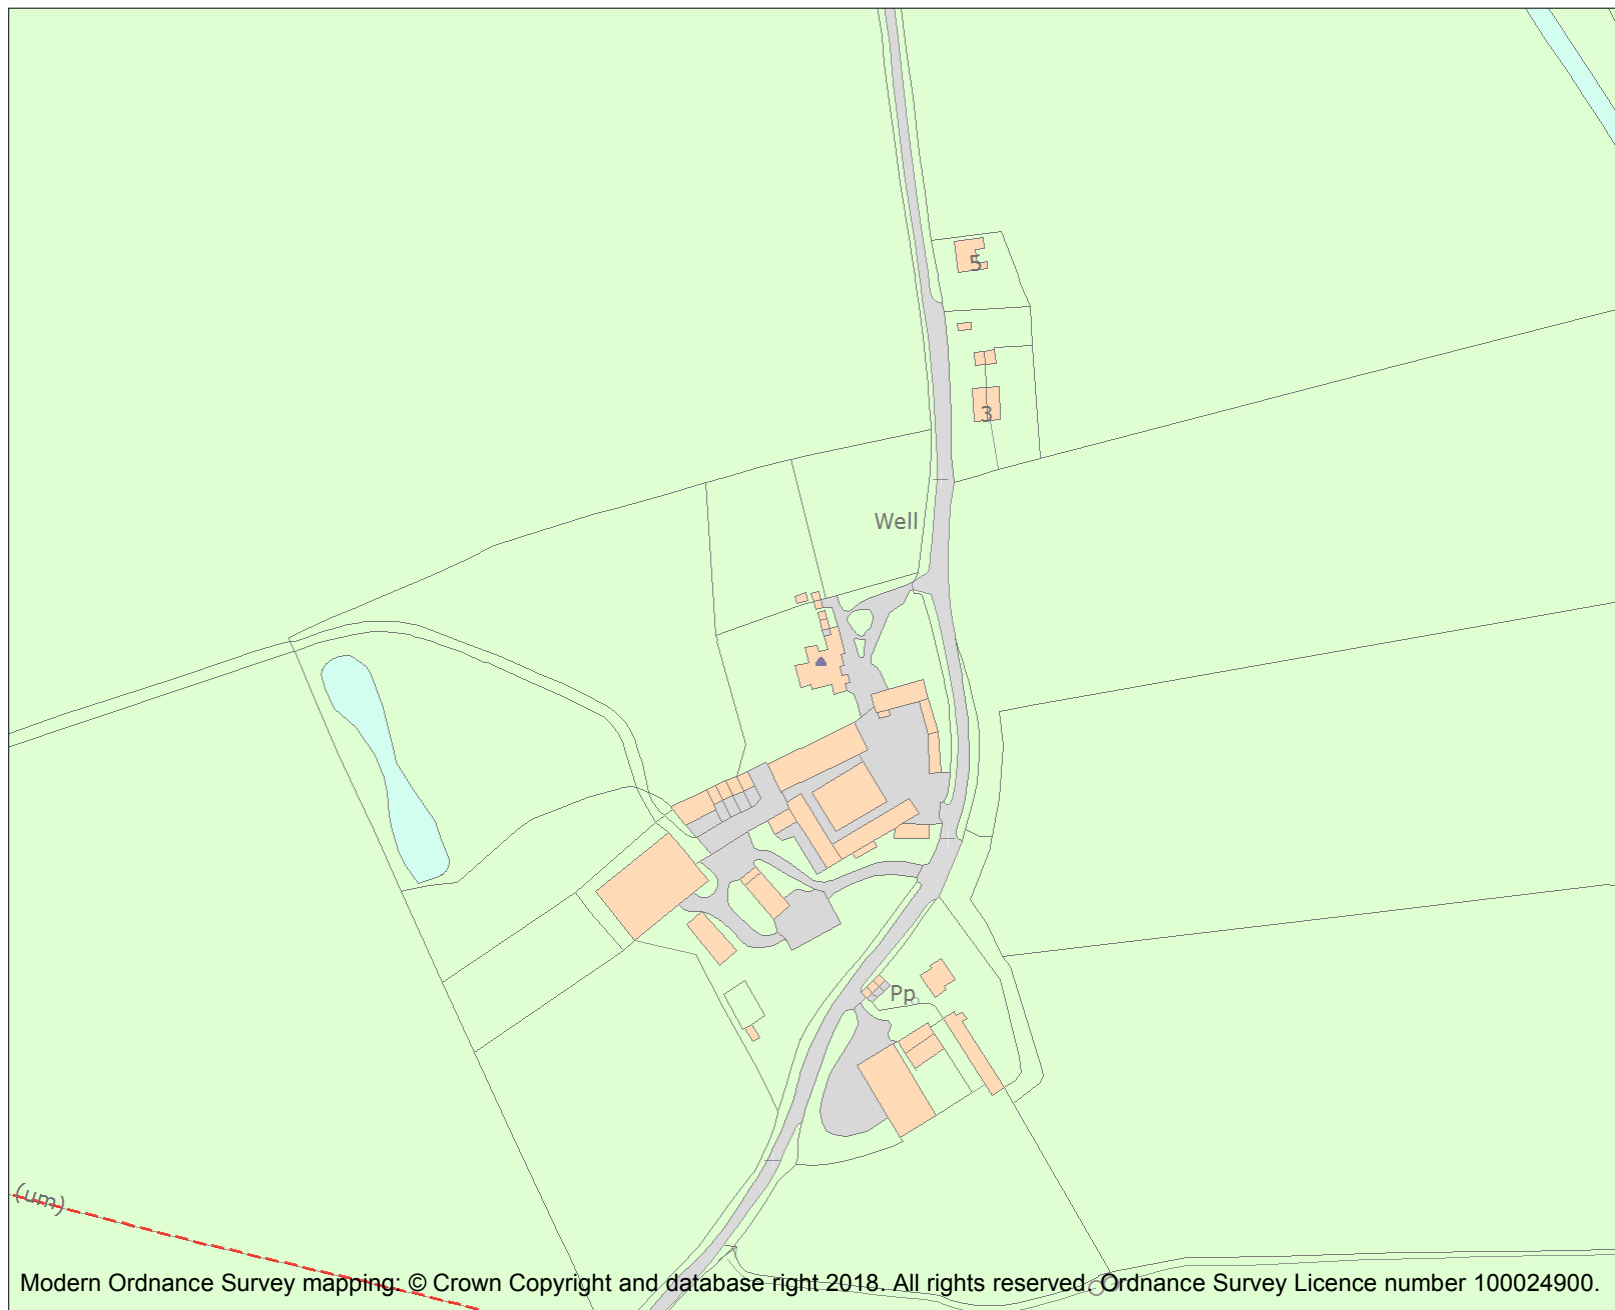 5
3
Well
Pp
(um)
Modern Ordnance Survey mapping: © Crown Copyright and database right 2018. All rights reserved. Ordnance Survey Licence number 100024900.